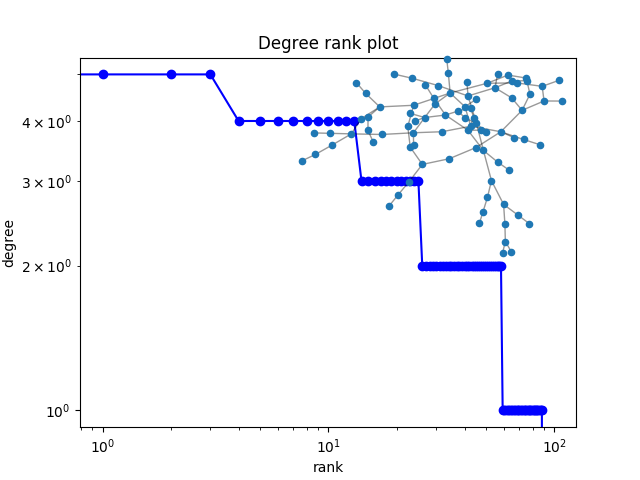 Degree rank plot
degree
4 × 10⁰
3 × 10⁰
2 × 10⁰
10⁰
10⁰ 10¹ 10²
rank